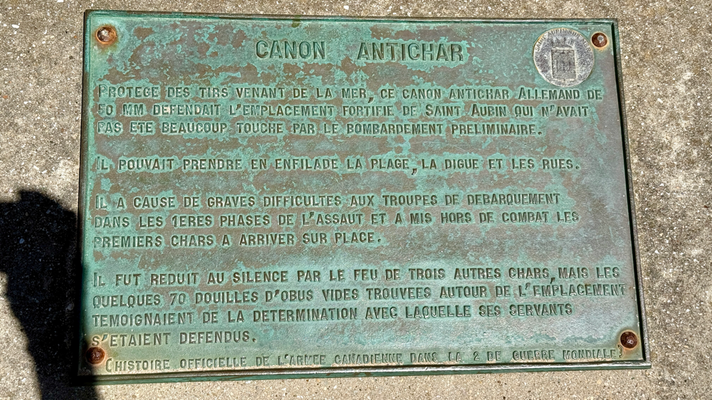 CANON ANTICHAR
PROTEGE DES TIRS VENANT DE LA MER, CE CANON ANTICHAR ALLEMAND DE
50 MM DEFENDAIT L'EMPLACEMENT FORTIFIE DE SAINT AUBIN QUI N'AVAIT
PAS ETE BEAUCOUP TOUCHE PAR LE BOMBARDEMENT PRELIMINAIRE.
IL POUVAIT PRENDRE EN ENFILADE LA PLAGE, LA DIGUE ET LES RUES.
IL A CAUSE DE GRAVES DIFFICULTES AUX TROUPES DE DEBARQUEMENT
DANS LES 1ERES PHASES DE L'ASSAUT ET A MIS HORS DE COMBAT LES
PREMIERS CHARS A ARRIVER SUR PLACE.
IL FUT REDUIT AU SILENCE PAR LE FEU DE TROIS AUTRES CHARS, MAIS LES
QUELQUES 70 DOUILLES D'OBUS VIDES TROUVEES AUTOUR DE L'EMPLACEMENT
TEMOIGNAIENT DE LA DETERMINATION AVEC LAQUELLE SES SERVANTS
S'ETAIENT DEFENDUS.
(HISTOIRE OFFICIELLE DE L'ARMEE CANADIENNE DANS LA 2 DE GUERRE MONDIALE)